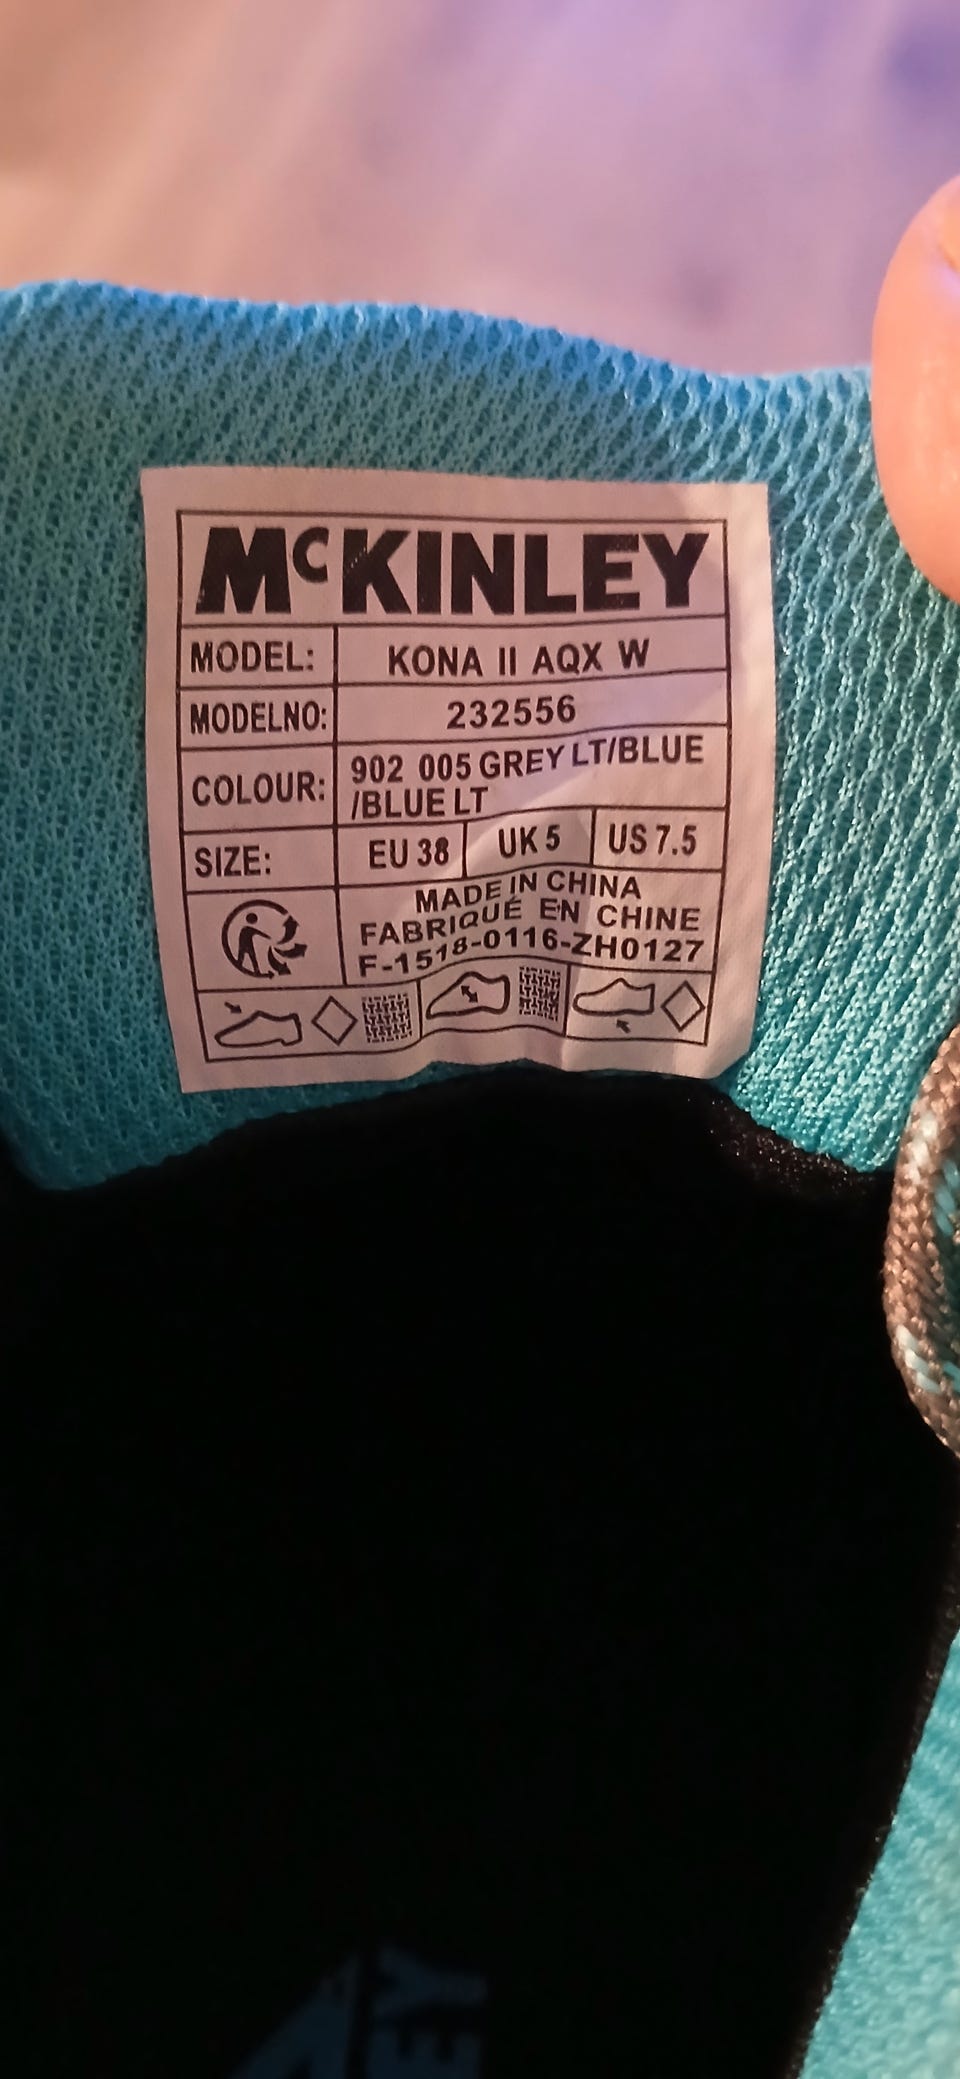 McKINLEY
MODEL: KONA II AQX W
MODELNO: 232556
COLOUR: 902 005 GREY LT/BLUE
/BLUE LT
SIZE: EU 38 UK 5 US 7.5
MADE IN CHINA
FABRIQUÉ EN CHINE
F-1518-0116-ZH0127